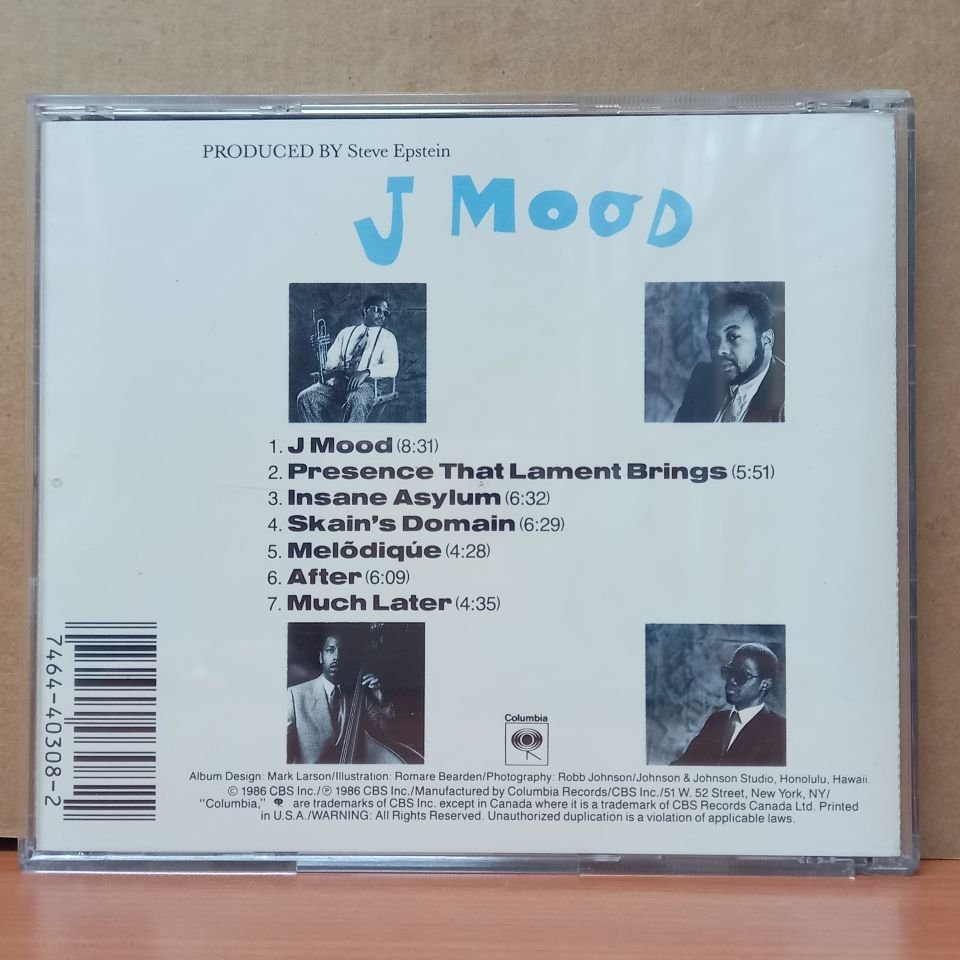 PRODUCED BY Steve Epstein
J MOOD
1. J Mood (8:31)
2. Presence That Lament Brings (5:51)
3. Insane Asylum (6:32)
4. Skain's Domain (6:29)
5. Melõdiqúe (4:28)
6. After (6:09)
7. Much Later (4:35)
7464-40308-2
Columbia
Album Design: Mark Larson/Illustration: Romare Bearden/Photography: Robb Johnson/Johnson & Johnson Studio, Honolulu, Hawaii.
© 1986 CBS Inc./℗ 1986 CBS Inc./Manufactured by Columbia Records/CBS Inc./51 W. 52 Street, New York, NY/
"Columbia," are trademarks of CBS Inc. except in Canada where it is a trademark of CBS Records Canada Ltd. Printed
in U.S.A./WARNING: All Rights Reserved. Unauthorized duplication is a violation of applicable laws.